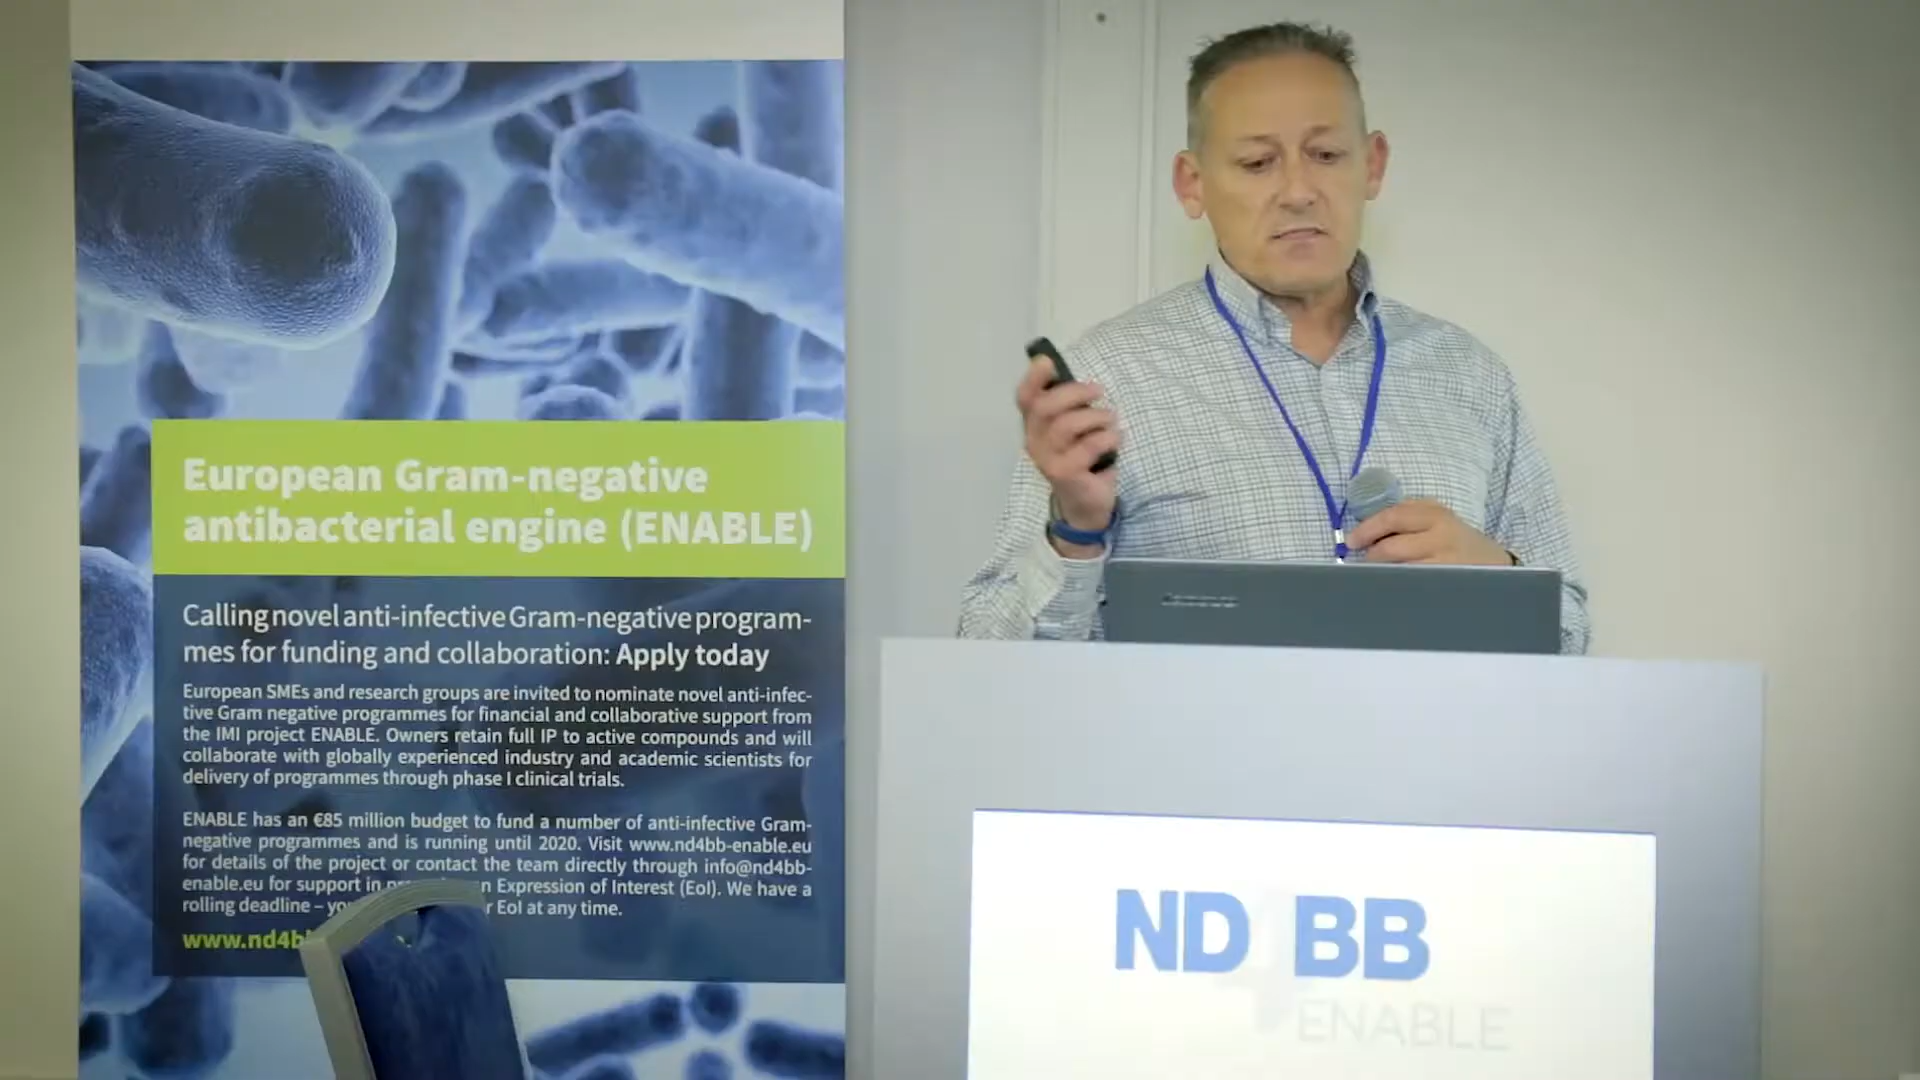 European Gram-negative
antibacterial engine (ENABLE)
Calling novel anti-infective Gram-negative program-
mes for funding and collaboration: Apply today
European SMEs and research groups are invited to nominate novel anti-infec-
tive Gram negative programmes for financial and collaborative support from
the IMI project ENABLE. Owners retain full IP to active compounds and will
collaborate with globally experienced industry and academic scientists for
delivery of programmes through phase I clinical trials.
ENABLE has an €85 million budget to fund a number of anti-infective Gram-
negative programmes and is running until 2020. Visit www.nd4bb-enable.eu
for details of the project or contact the team directly through info@nd4bb-
enable.eu for support in Expression of Interest (EoI). We have a
rolling deadline – EoI at any time.
www.nd4b
ND4BB
ENABLE